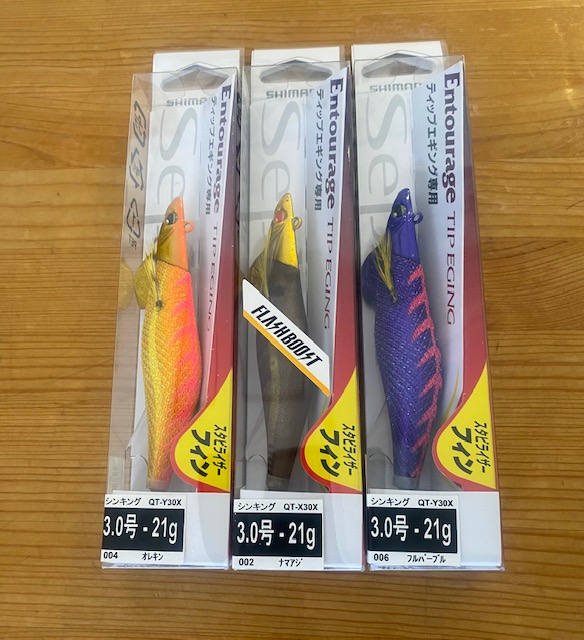 SHIMANO
Entourage
TIP EGING
ティップエギング専用
スタビライザー
フィン
シンキング QT-Y30X
3.0号 - 21g
004 オレキン
SHIMANO
Entourage
TIP EGING
ティップエギング専用
FLASHBOOST
スタビライザー
フィン
シンキング QT-X30X
3.0号 - 21g
002 ナマアジ
Entourage
TIP EGING
ティップエギング専用
スタビライザー
フィン
シンキング QT-Y30X
3.0号 - 21g
006 フルパープル